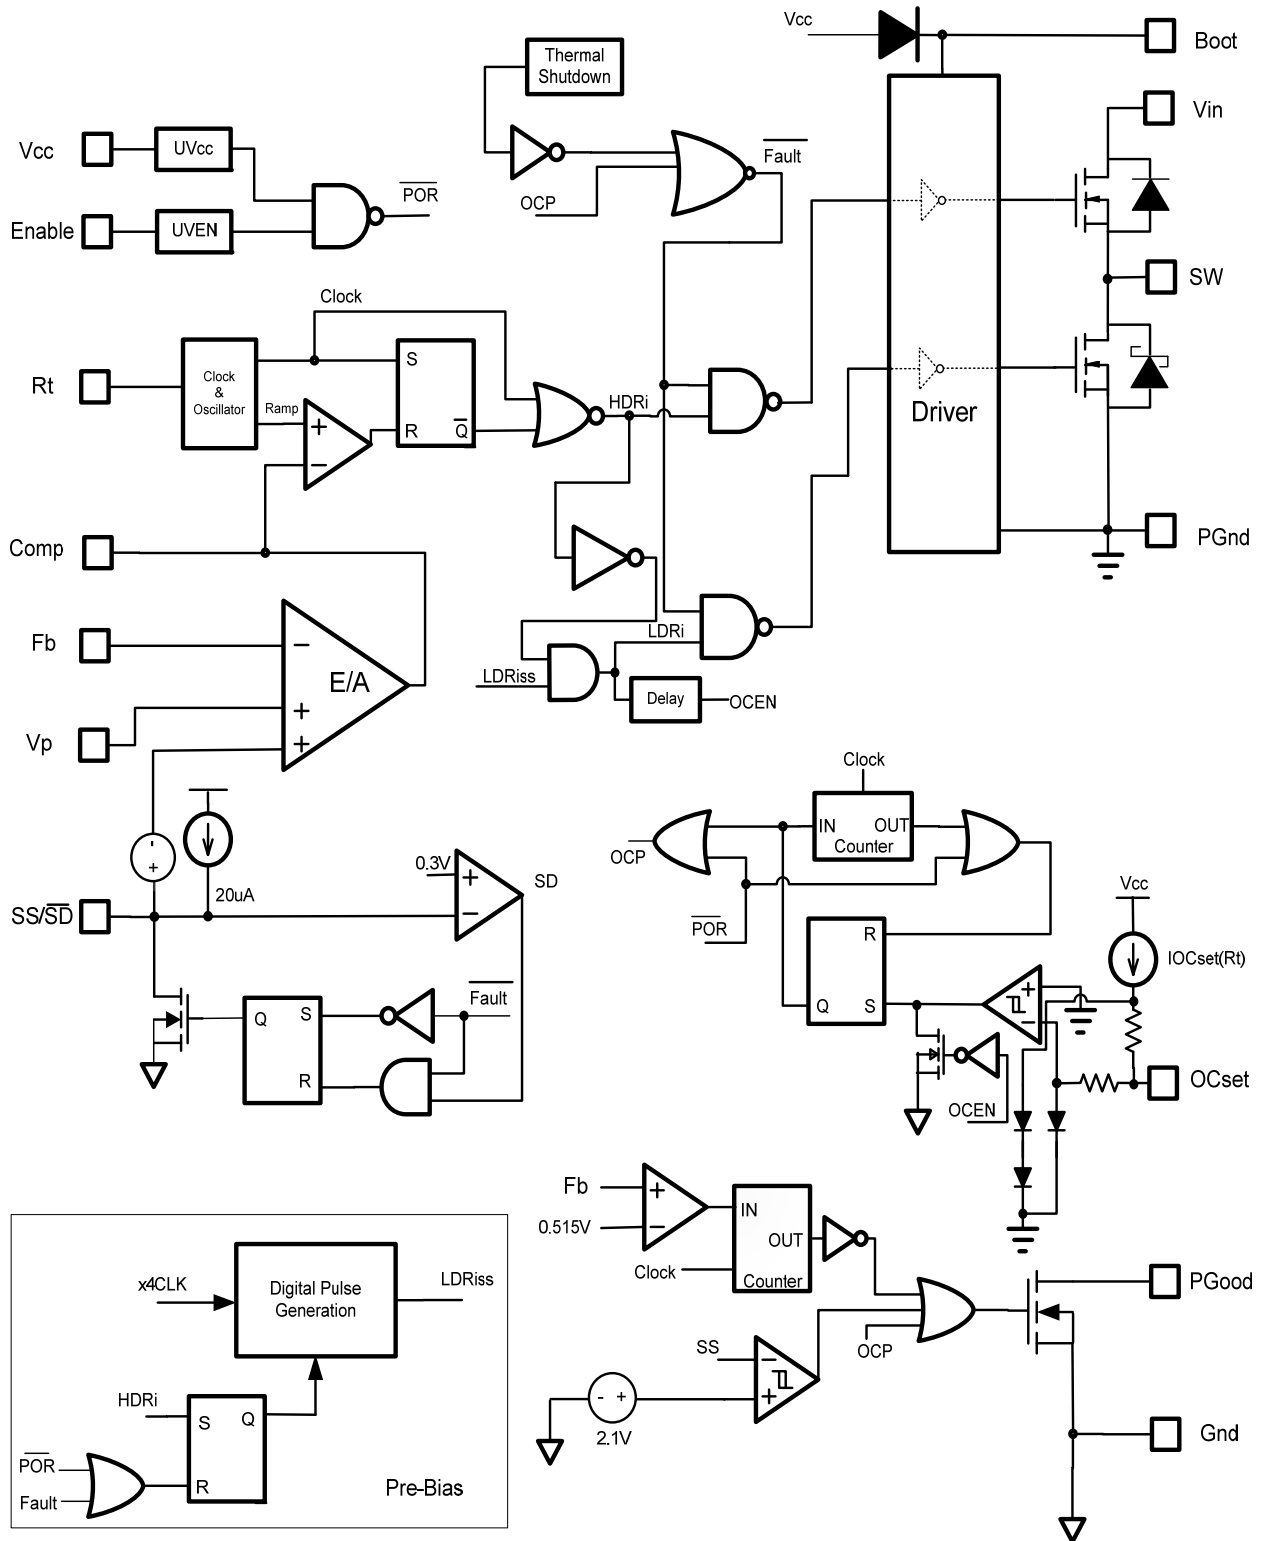 Vcc
Boot
Thermal
Shutdown
Vin
Vcc
UVcc
Fault
POR
OCP
Enable
UVEN
SW
Clock
Rt
Clock
&
Oscillator
S
Ramp
+
R
Q
HDRi
−
Driver
Comp
PGnd
Fb
−
LDRi
E/A
LDRiss
+
Delay
OCEN
Vp
+
Clock
-
+
IN
OUT
Counter
OCP
0.3V
+
SD
20uA
Vcc
SS/SD
−
POR
R
IOCset(Rt)
Fault
+
Q
S
Q
S
−
R
OCset
OCEN
Fb
+
IN
0.515V
−
OUT
Clock
Counter
x4CLK
Digital Pulse
Generation
LDRiss
PGood
SS
−
OCP
HDRi
S
Q
- +
+
2.1V
Gnd
POR
R
Fault
Pre-Bias